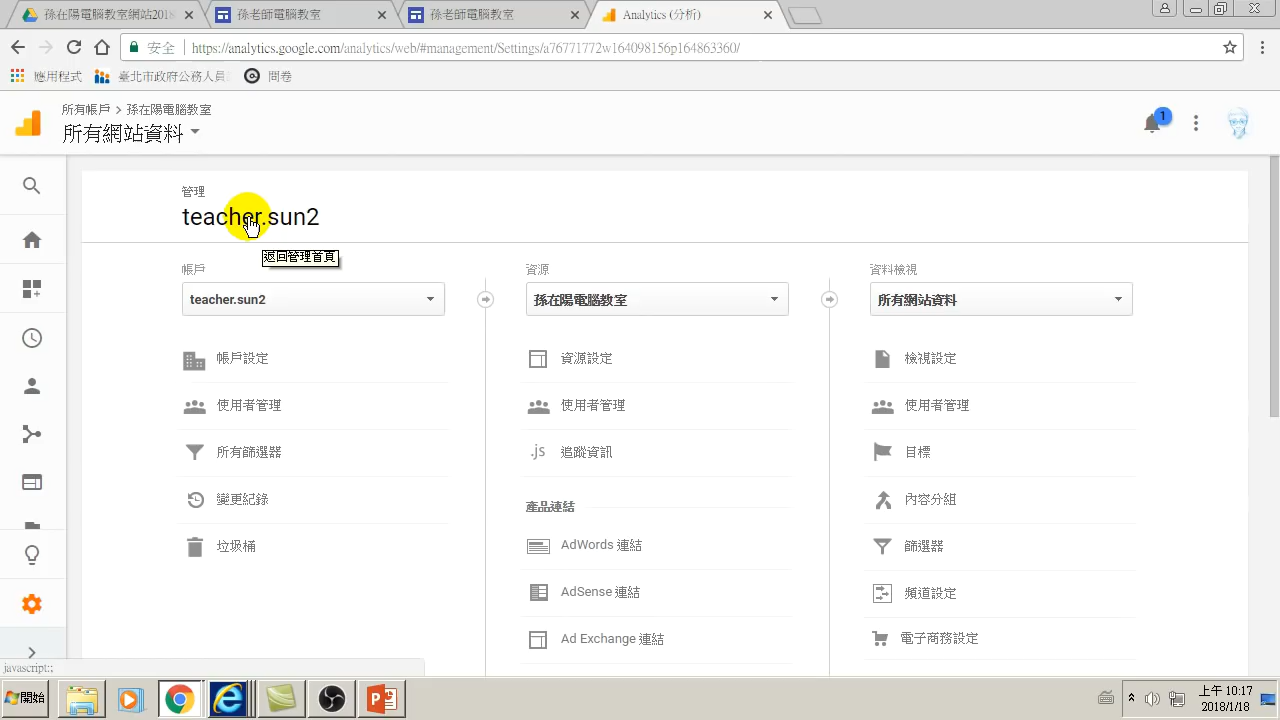 孫在陽電腦教室網站2018
孫老師電腦教室
孫老師電腦教室
Analytics (分析)
安全
https://analytics.google.com/analytics/web/#management/Settings/a76771772w164098156p164863360/
應用程式
臺北市政府公務人員
問卷
所有帳戶 > 孫在陽電腦教室
所有網站資料
1
管理
teacher.sun2
返回管理首頁
帳戶
資源
資料檢視
teacher.sun2
孫在陽電腦教室
所有網站資料
帳戶設定
資源設定
檢視設定
使用者管理
使用者管理
使用者管理
所有篩選器
.js 追蹤資訊
目標
變更紀錄
產品連結
內容分組
垃圾桶
AdWords 連結
篩選器
AdSense 連結
頻道設定
Ad Exchange 連結
電子商務設定
javascript:;
開始
上午 10:17
2018/1/18